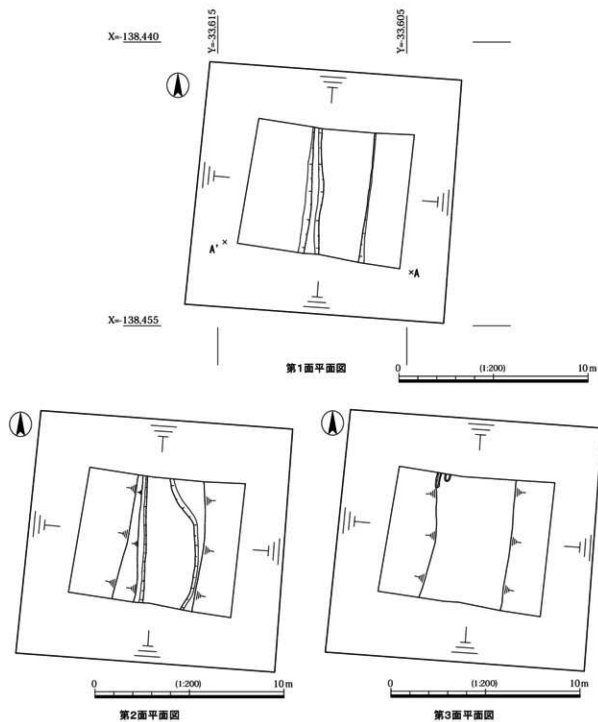 Y=-33,615
Y=-33,605
X=-138,440
A'
A
X=-138,455
第1面平面図
0 (1:200) 10m
0 (1:200) 10m
第2面平面図
0 (1:200) 10m
第3面平面図